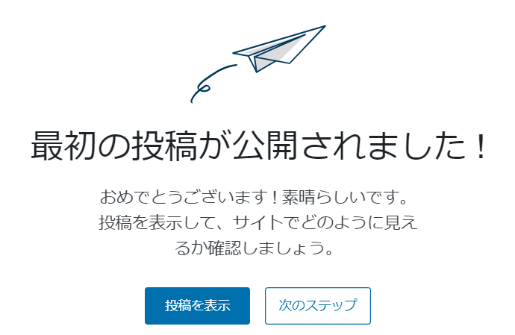 最初の投稿が公開されました！
おめでとうございます！素晴らしいです。
投稿を表示して、サイトでどのように見え
るか確認しましょう。
投稿を表示
次のステップ